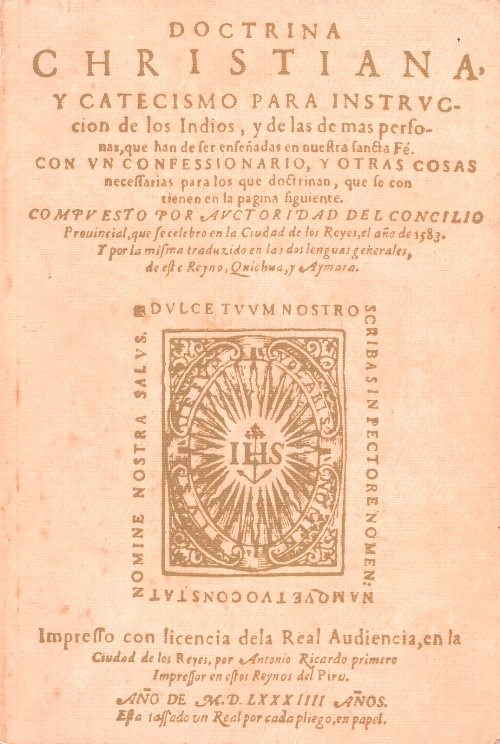 DOCTRINA
CHRISTIANA,
Y CATECISMO PARA INSTRVC-
cion de los Indios, y de las de mas perso-
nas, que han de ser enseñadas en nuestra sancta Fé.
CON VN CONFESSIONARIO, Y OTRAS COSAS
necessarias para los que doctrinan, que se con
tienen en la pagina siguiente.
COMPVESTO POR AVCTORIDAD DEL CONCILIO
Prouincial, que se celebro en la Ciudad de los Reyes, el año de 1583.
Y por la misma traduzido en las dos lenguas generales,
de este Reyno, Quichua, y Aymara.
DVLCE TVVM NOSTRO
SCRIBAS IN PECTORE NOMEN:
NAMQVE TVO CONSTAT
NOMINE NOSTRA SALVS.
IHS
Impresso con licencia dela Real Audiencia, en la
Ciudad de los Reyes, por Antonio Ricardo primero
Impressor en estos Reynos del Piru.
AÑO DE M.D.LXXXIIII AÑOS.
Esta tassado vn Real por cada pliego, en papel.